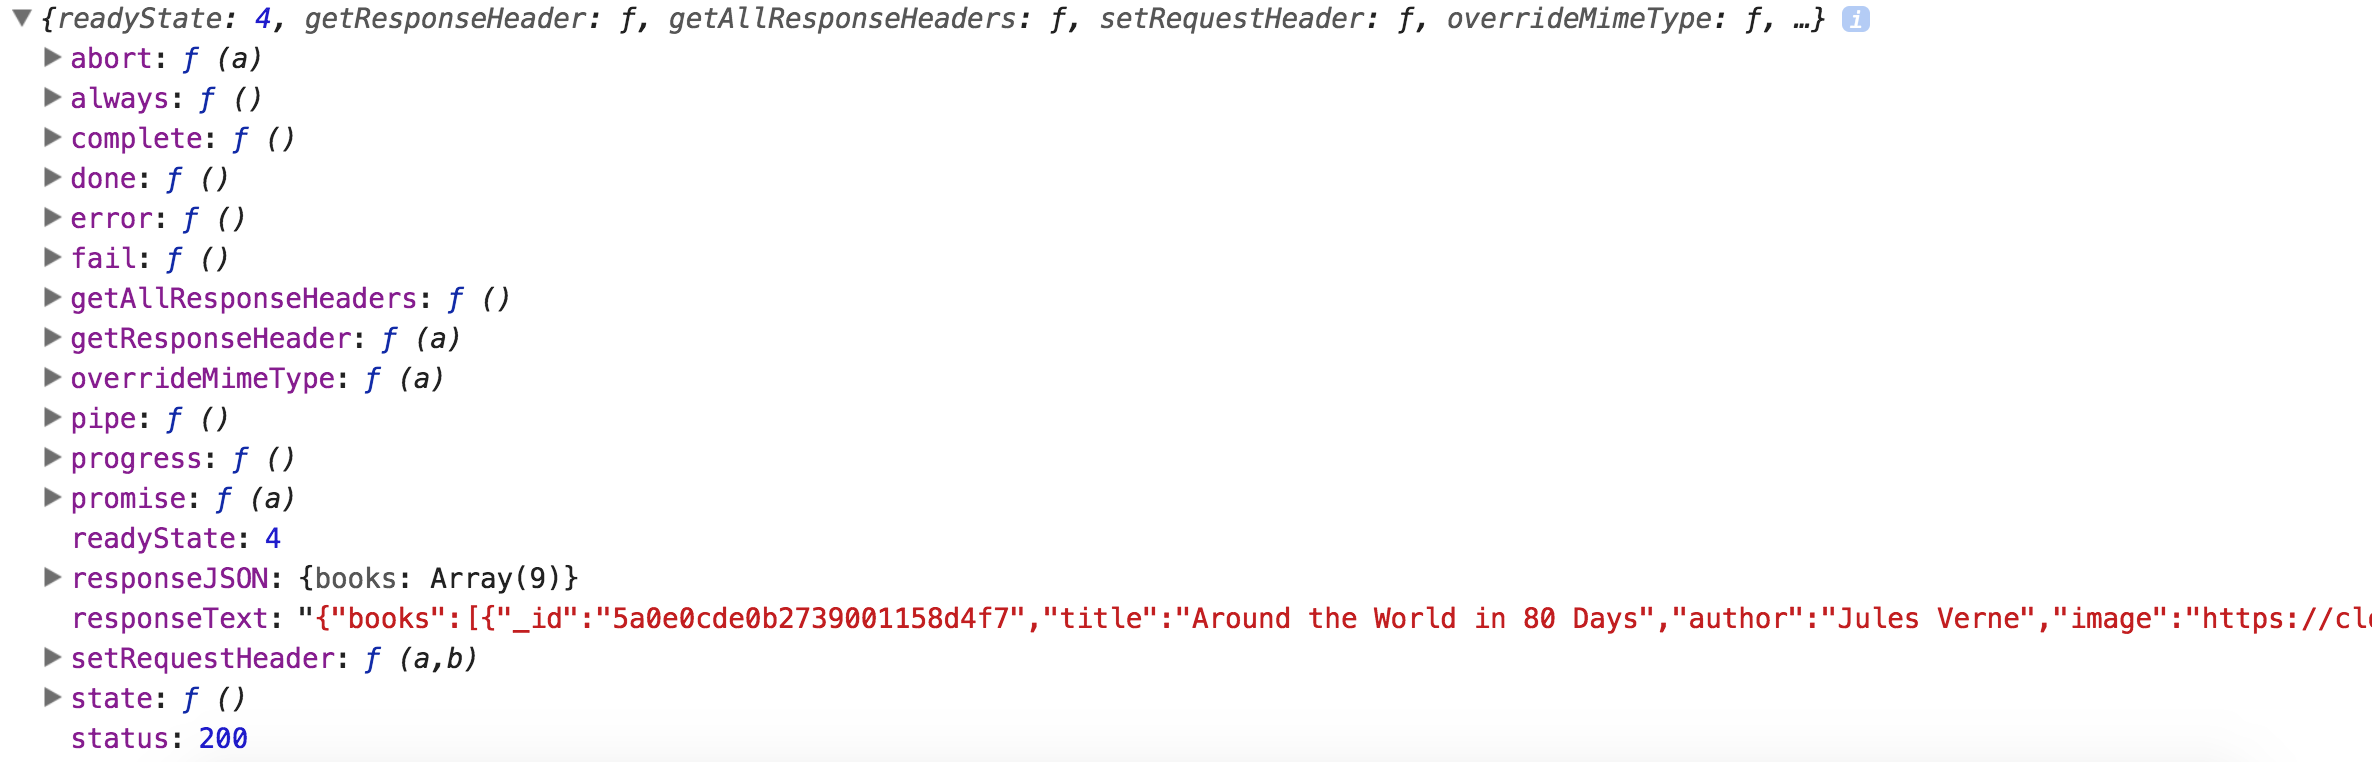 ▼{readyState: 4, getResponseHeader: ƒ, getAllResponseHeaders: ƒ, setRequestHeader: ƒ, overrideMimeType: ƒ, …} i
▶abort: ƒ (a)
▶always: ƒ ()
▶complete: ƒ ()
▶done: ƒ ()
▶error: ƒ ()
▶fail: ƒ ()
▶getAllResponseHeaders: ƒ ()
▶getResponseHeader: ƒ (a)
▶overrideMimeType: ƒ (a)
▶pipe: ƒ ()
▶progress: ƒ ()
▶promise: ƒ (a)
readyState: 4
▶responseJSON: {books: Array(9)}
responseText: "{"books":[{"_id":"5a0e0cde0b2739001158d4f7","title":"Around the World in 80 Days","author":"Jules Verne","image":"https://cl
▶setRequestHeader: ƒ (a,b)
▶state: ƒ ()
status: 200